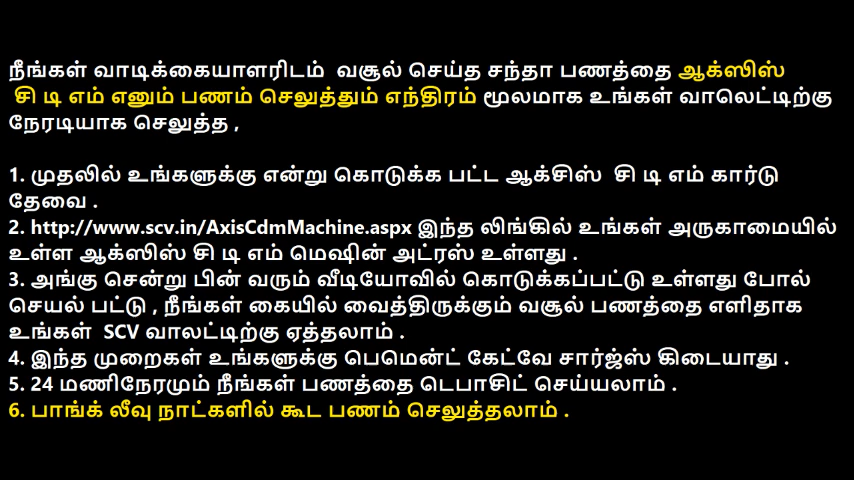 நீங்கள் வாடிக்கையாளரிடம் வசூல் செய்த சந்தா பணத்தை ஆக்ஸிஸ்
சி டி எம் எனும் பணம் செலுத்தும் எந்திரம் மூலமாக உங்கள் வாலெட்டிற்கு
நேரடியாக செலுத்த ,
1. முதலில் உங்களுக்கு என்று கொடுக்க பட்ட ஆக்சிஸ் சி டி எம் கார்டு
தேவை .
2. http://www.scv.in/AxisCdmMachine.aspx இந்த லிங்கில் உங்கள் அருகாமையில்
உள்ள ஆக்ஸிஸ் சி டி எம் மெஷின் அட்ரஸ் உள்ளது .
3. அங்கு சென்று பின் வரும் வீடியோவில் கொடுக்கப்பட்டு உள்ளது போல்
செயல் பட்டு , நீங்கள் கையில் வைத்திருக்கும் வசூல் பணத்தை எளிதாக
உங்கள் SCV வாலட்டிற்கு ஏத்தலாம் .
4. இந்த முறைகள் உங்களுக்கு பெமென்ட் கேட்வே சார்ஜ்ஸ் கிடையாது .
5. 24 மணிநேரமும் நீங்கள் பணத்தை டெபாசிட் செய்யலாம் .
6. பாங்க் லீவு நாட்களில் கூட பணம் செலுத்தலாம் .